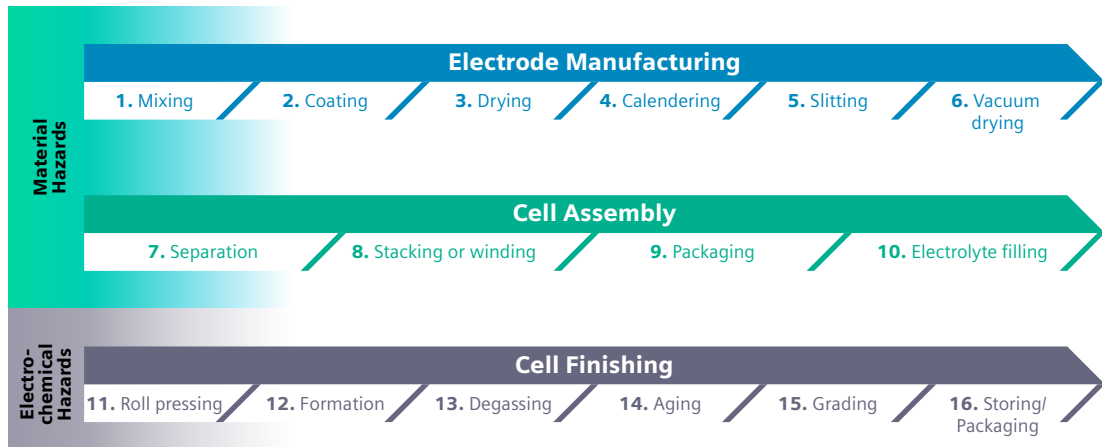 Material
Hazards
Electrode Manufacturing
1. Mixing
2. Coating
3. Drying
4. Calendering
5. Slitting
6. Vacuum
drying
Cell Assembly
7. Separation
8. Stacking or winding
9. Packaging
10. Electrolyte filling
Electro-
chemical
Hazards
Cell Finishing
11. Roll pressing
12. Formation
13. Degassing
14. Aging
15. Grading
16. Storing/
Packaging